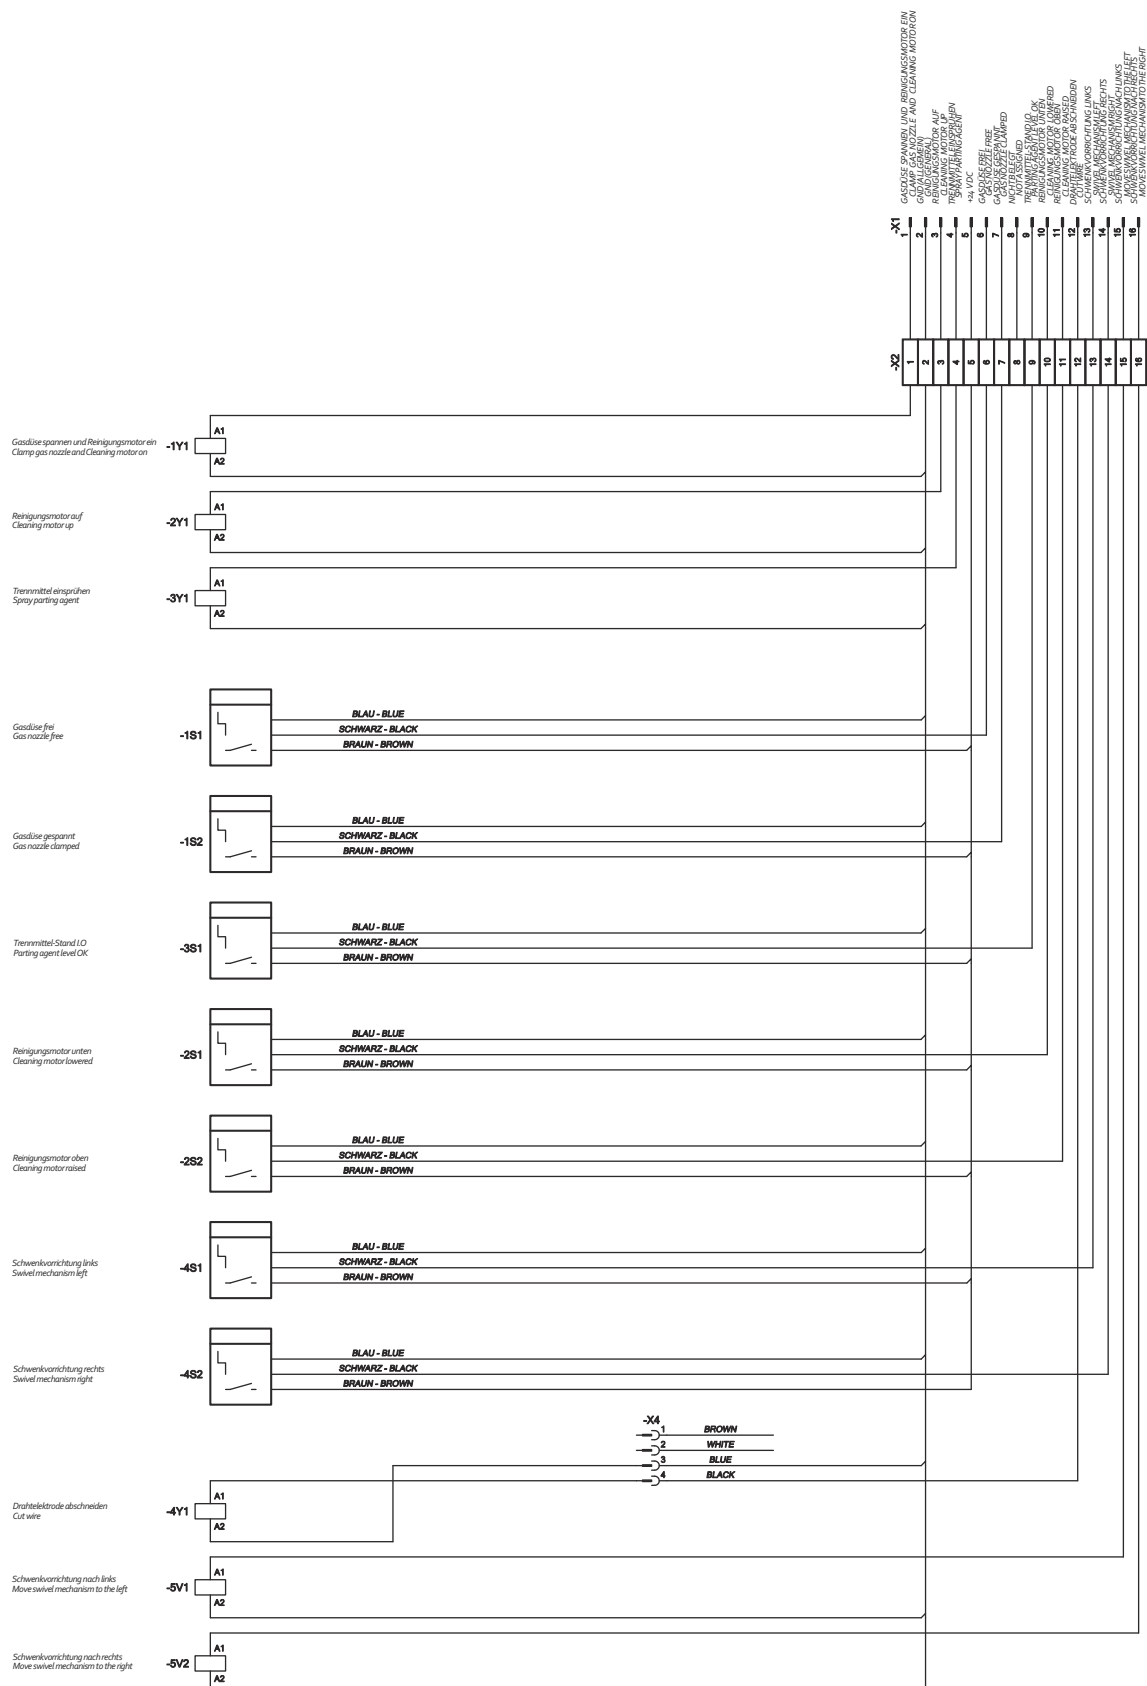 GASDÜSE SPANNEN UND REINIGUNGSMOTOR EIN
CLAMP GAS NOZZLE AND CLEANING MOTOR ON
GND (ALLGEMEIN)
GND (GENERAL)
REINIGUNGSMOTOR AUF
CLEANING MOTOR UP
TRENNMITTEL EINSPRÜHEN
SPRAY PARTING AGENT
+24 VDC
GASDÜSE FREI
GAS NOZZLE FREE
GASDÜSE GESPANNT
GAS NOZZLE CLAMPED
NICHT BELEGT
NOT ASSIGNED
TRENNMITTEL-STAND I.O.
PARTING AGENT LEVEL OK
REINIGUNGSMOTOR UNTEN
CLEANING MOTOR LOWERED
REINIGUNGSMOTOR OBEN
CLEANING MOTOR RAISED
DRAHTELEKTRODE ABSCHNEIDEN
CUT WIRE
SCHWENKVORRICHTUNG LINKS
SWIVEL MECHANISM LEFT
SCHWENKVORRICHTUNG RECHTS
SWIVEL MECHANISM RIGHT
SCHWENKVORRICHTUNG NACH LINKS
MOVE SWIVEL MECHANISM TO THE LEFT
SCHWENKVORRICHTUNG NACH RECHTS
MOVE SWIVEL MECHANISM TO THE RIGHT
-X1
1 2 3 4 5 6 7 8 9 10 11 12 13 14 15 16
-X2
1 2 3 4 5 6 7 8 9 10 11 12 13 14 15 16
Gasdüse spannen und Reinigungsmotor ein
Clamp gas nozzle and Cleaning motor on
-1Y1
A1
A2
Reinigungsmotor auf
Cleaning motor up
-2Y1
A1
A2
Trennmittel einsprühen
Spray parting agent
-3Y1
A1
A2
Gasdüse frei
Gas nozzle free
-1S1
BLAU - BLUE
SCHWARZ - BLACK
BRAUN - BROWN
Gasdüse gespannt
Gas nozzle clamped
-1S2
BLAU - BLUE
SCHWARZ - BLACK
BRAUN - BROWN
Trennmittel-Stand I.O
Parting agent level OK
-3S1
BLAU - BLUE
SCHWARZ - BLACK
BRAUN - BROWN
Reinigungsmotor unten
Cleaning motor lowered
-2S1
BLAU - BLUE
SCHWARZ - BLACK
BRAUN - BROWN
Reinigungsmotor oben
Cleaning motor raised
-2S2
BLAU - BLUE
SCHWARZ - BLACK
BRAUN - BROWN
Schwenkvorrichtung links
Swivel mechanism left
-4S1
BLAU - BLUE
SCHWARZ - BLACK
BRAUN - BROWN
Schwenkvorrichtung rechts
Swivel mechanism right
-4S2
BLAU - BLUE
SCHWARZ - BLACK
BRAUN - BROWN
-X4
1 BROWN
2 WHITE
3 BLUE
4 BLACK
Drahtelektrode abschneiden
Cut wire
-4Y1
A1
A2
Schwenkvorrichtung nach links
Move swivel mechanism to the left
-5V1
A1
A2
Schwenkvorrichtung nach rechts
Move swivel mechanism to the right
-5V2
A1
A2